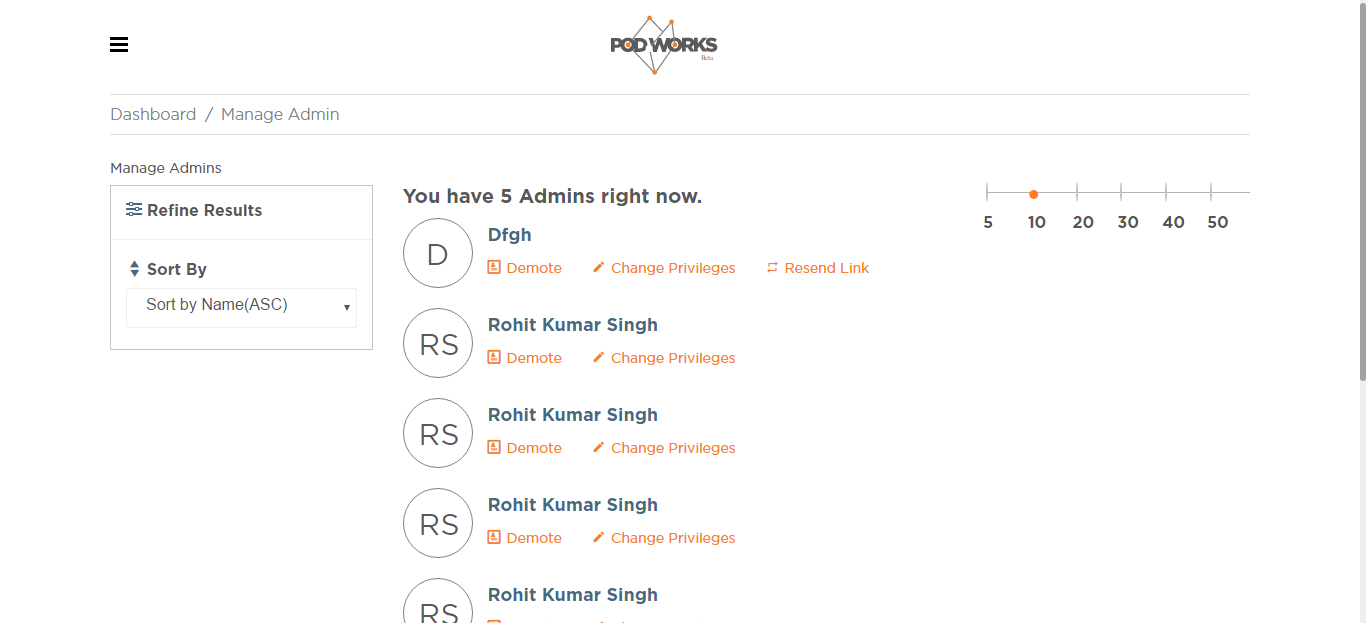 POD WORKS
Beta
Dashboard / Manage Admin
Manage Admins
Refine Results
Sort By
Sort by Name(ASC)
You have 5 Admins right now.
5 10 20 30 40 50
D
Dfgh
Demote Change Privileges Resend Link
RS
Rohit Kumar Singh
Demote Change Privileges
RS
Rohit Kumar Singh
Demote Change Privileges
RS
Rohit Kumar Singh
Demote Change Privileges
RS
Rohit Kumar Singh